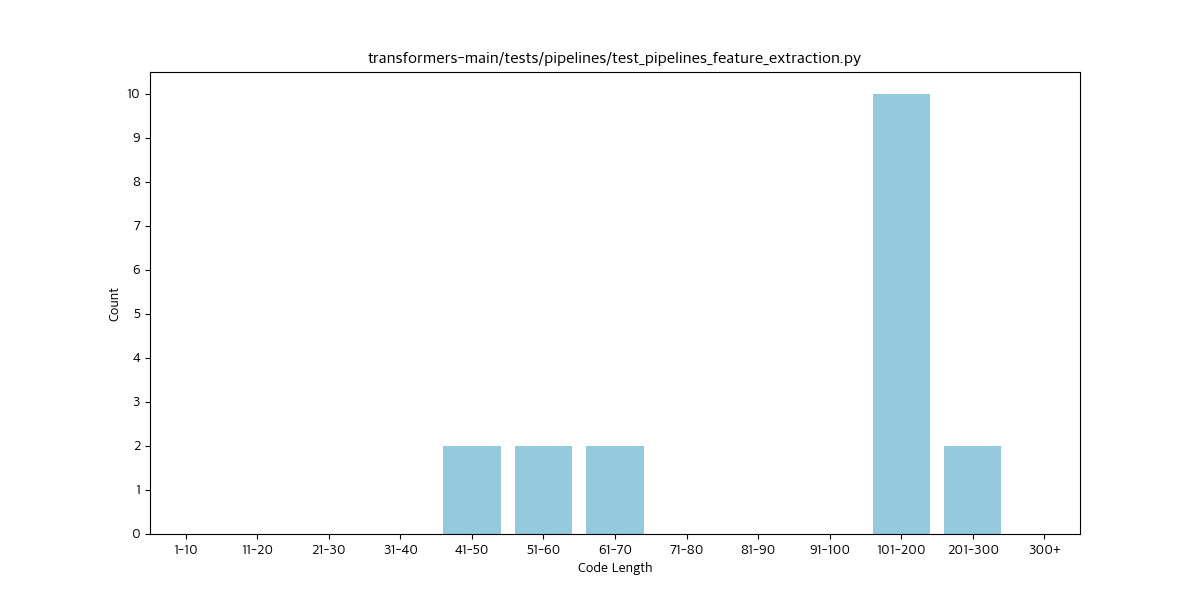 transformers-main/tests/pipelines/test_pipelines_feature_extraction.py
10
9
8
7
6
5
4
3
2
1
0
Count
1-10 11-20 21-30 31-40 41-50 51-60 61-70 71-80 81-90 91-100 101-200 201-300 300+
Code Length